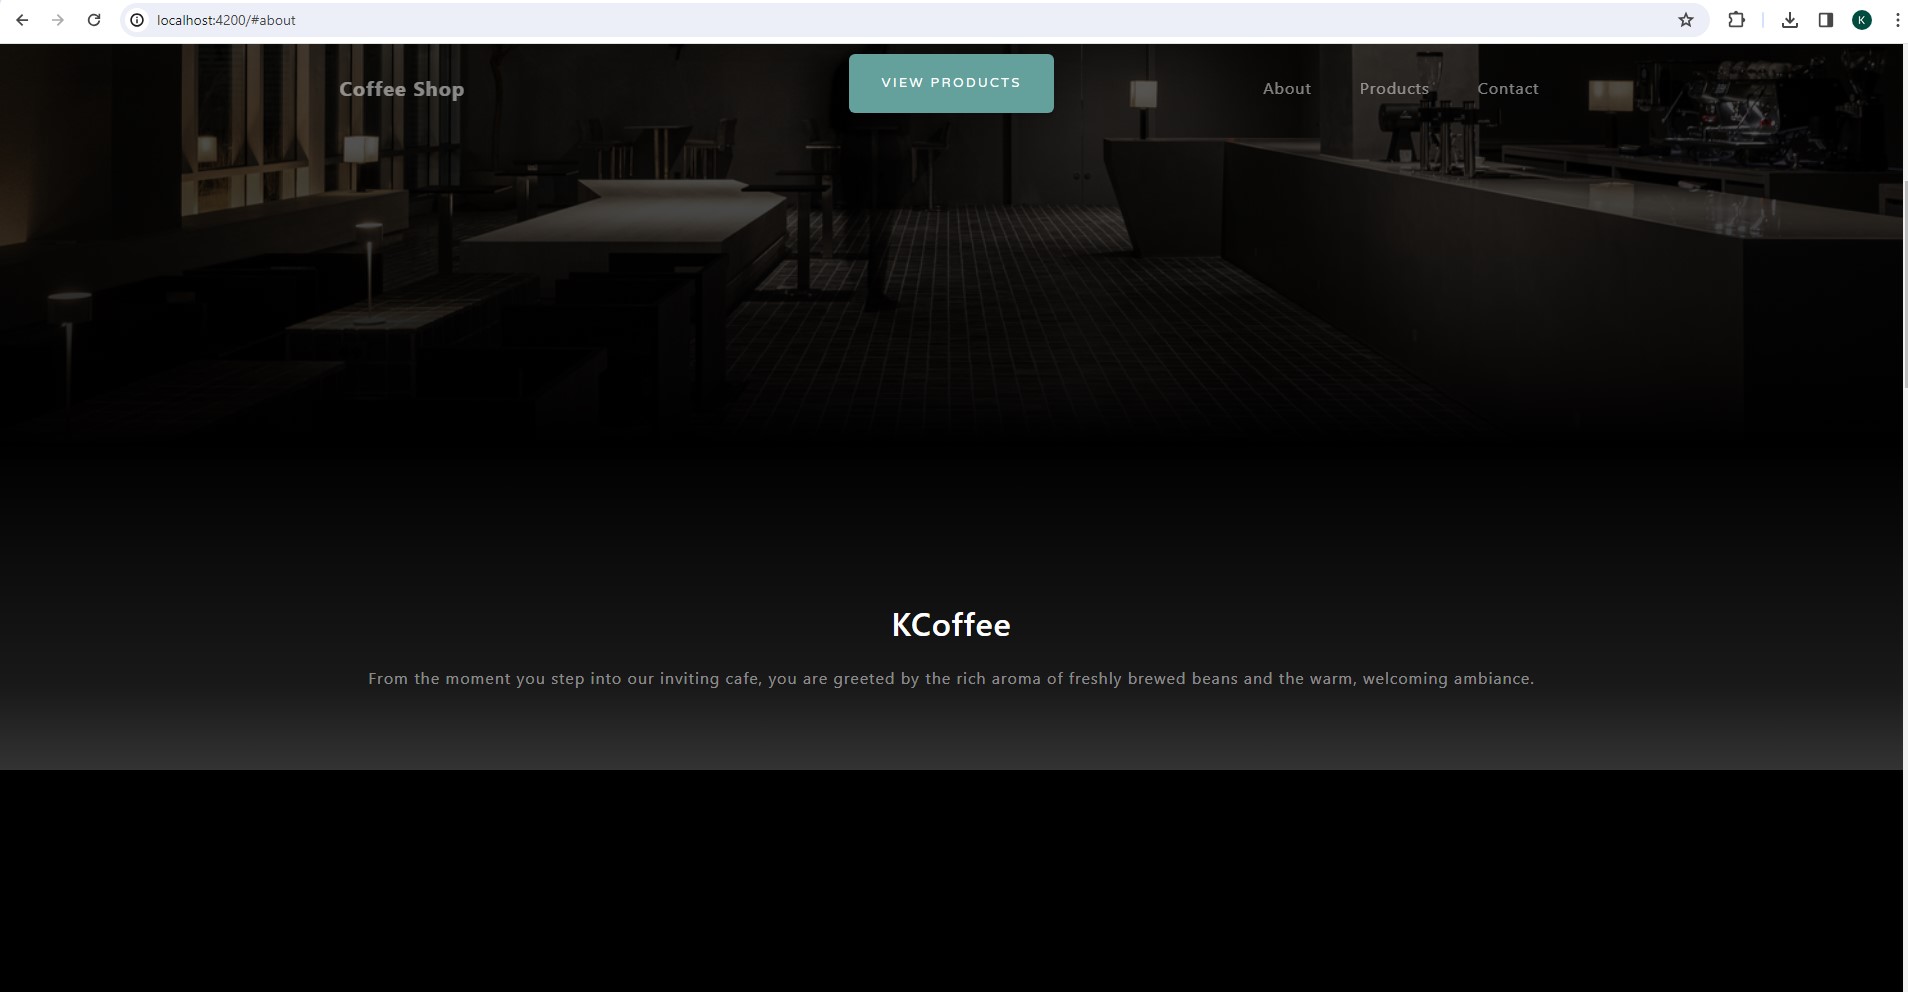 localhost:4200/#about
K
Coffee Shop
VIEW PRODUCTS
About
Products
Contact
KCoffee
From the moment you step into our inviting cafe, you are greeted by the rich aroma of freshly brewed beans and the warm, welcoming ambiance.